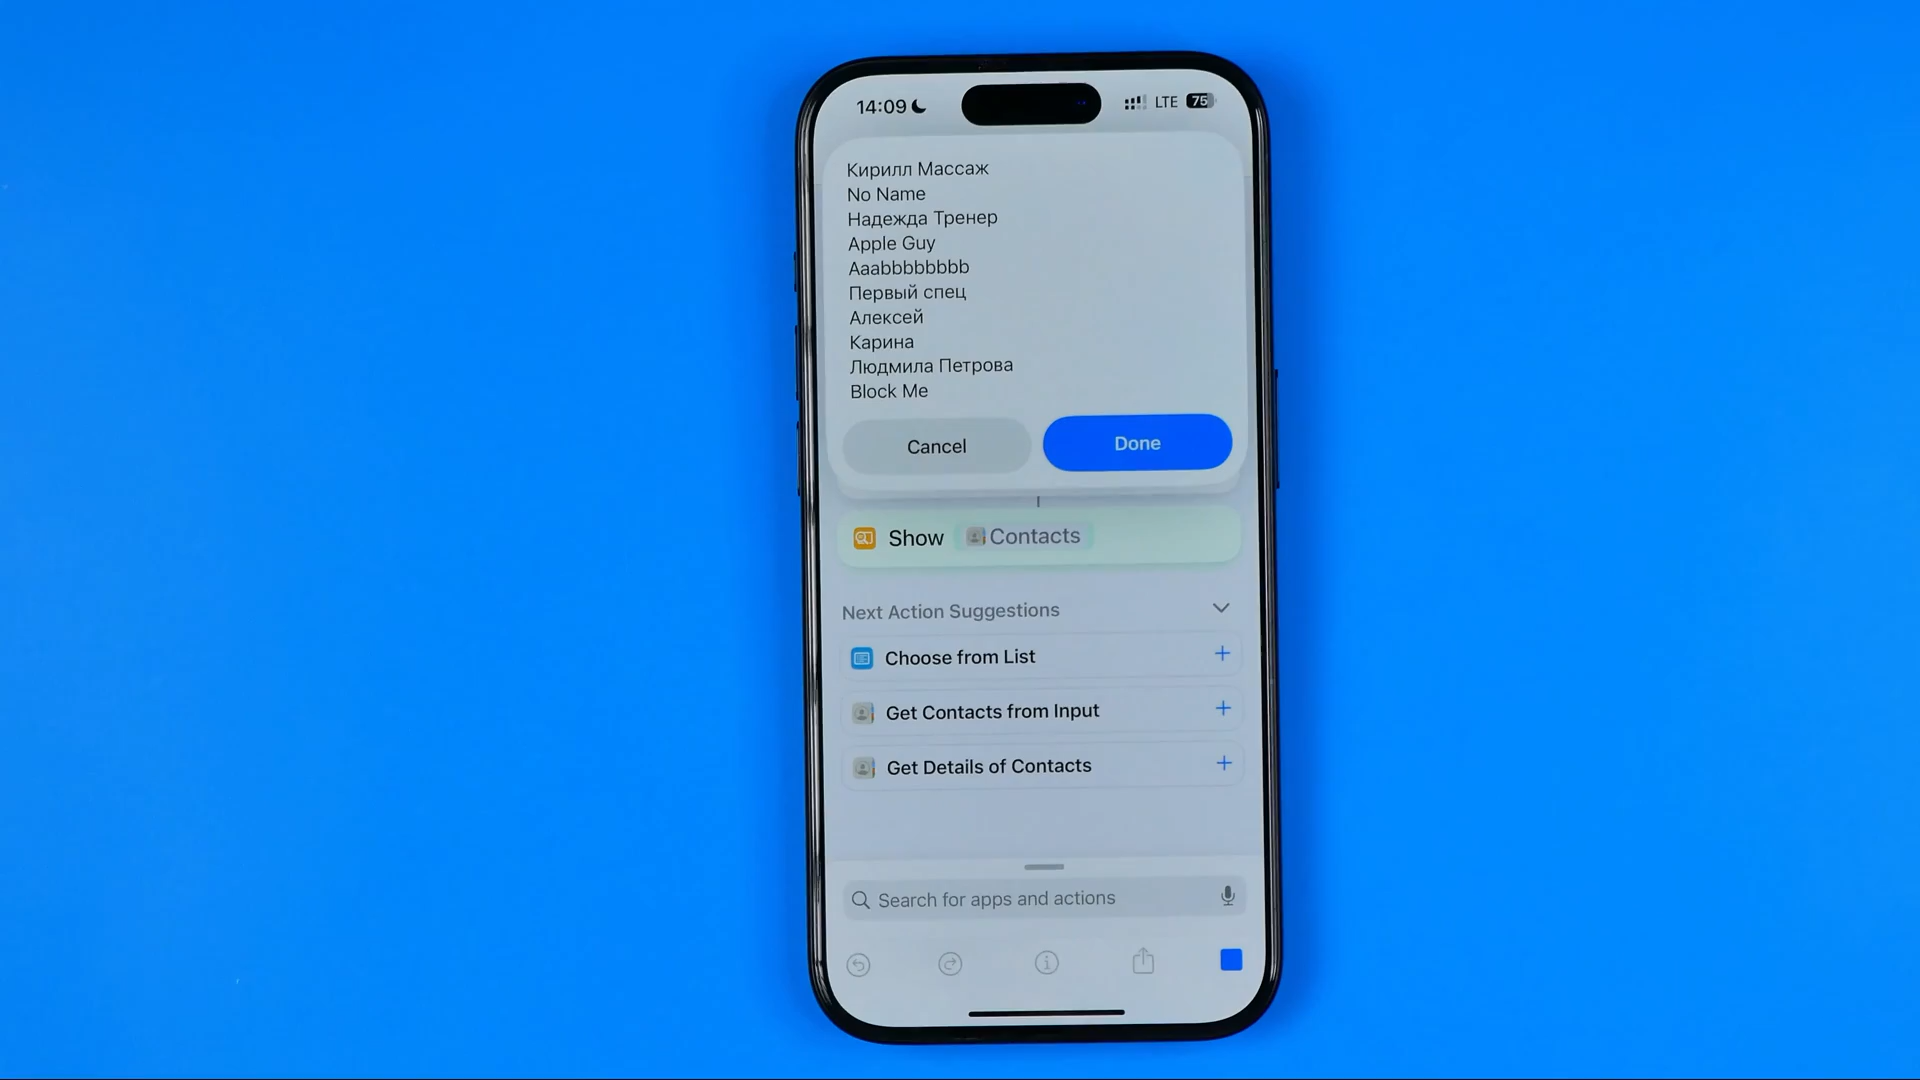 14:09 LTE 75
Кирилл Массаж
No Name
Надежда Тренер
Apple Guy
Aaabbbbbbbb
Первый спец
Алексей
Карина
Людмила Петрова
Block Me
Cancel Done
Show Contacts
Next Action Suggestions
Choose from List
Get Contacts from Input
Get Details of Contacts
Search for apps and actions